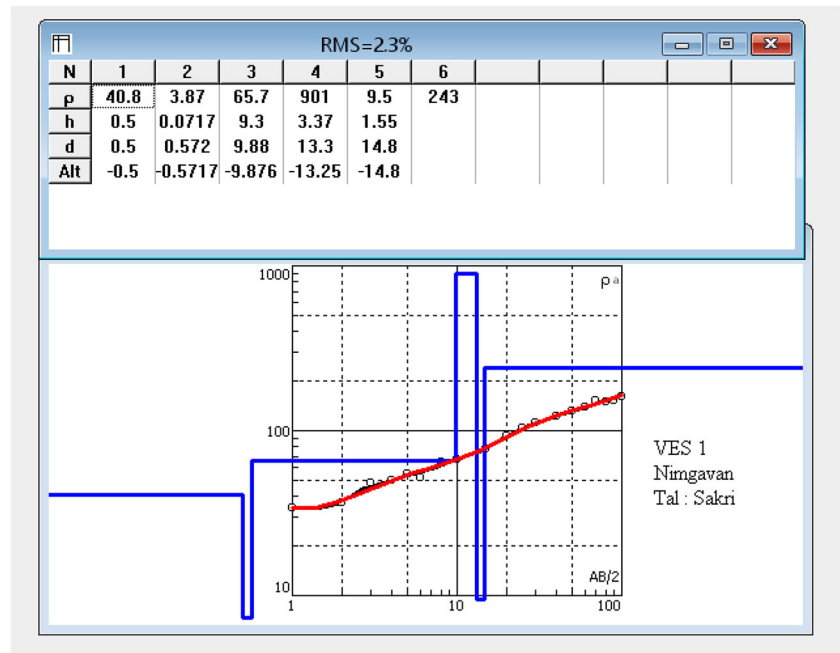 RMS=2.3%
N 1 2 3 4 5 6
ρ 40.8 3.87 65.7 901 9.5 243
h 0.5 0.0717 9.3 3.37 1.55
d 0.5 0.572 9.88 13.3 14.8
Alt -0.5 -0.5717 -9.876 -13.25 -14.8
1000
ρa
100
VES 1
Nimgavan
Tal : Sakri
10
AB/2
1 10 100